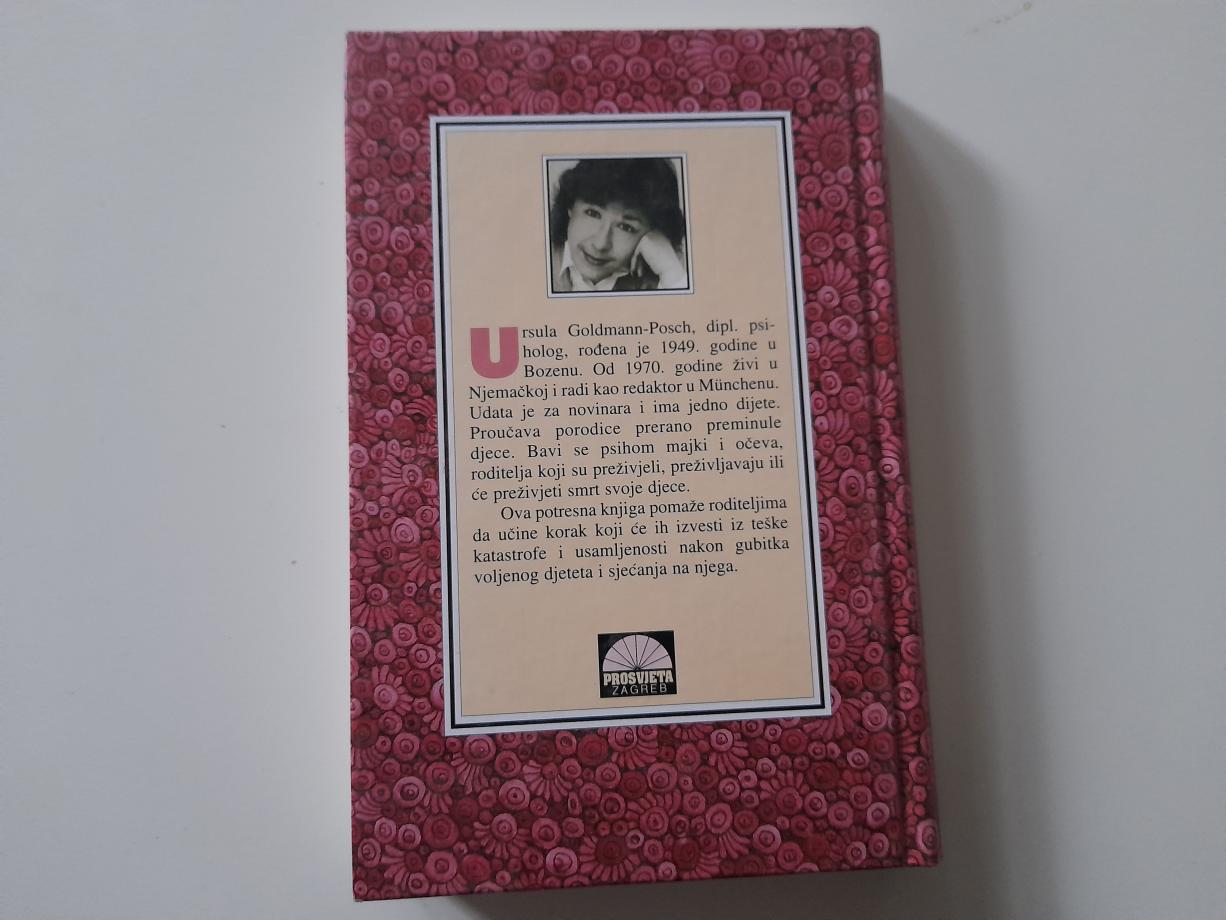 Ursula Goldmann-Posch, dipl. psi-
holog, rođena je 1949. godine u
Bozenu. Od 1970. godine živi u
Njemačkoj i radi kao redaktor u Münchenu.
Udata je za novinara i ima jedno dijete.
Proučava porodice prerano preminule
djece. Bavi se psihom majki i očeva,
roditelja koji su preživjeli, preživljavaju ili
će preživjeti smrt svoje djece.
Ova potresna knjiga pomaže roditeljima
da učine korak koji će ih izvesti iz teške
katastrofe i usamljenosti nakon gubitka
voljenog djeteta i sjećanja na njega.
PROSVJETA
ZAGREB